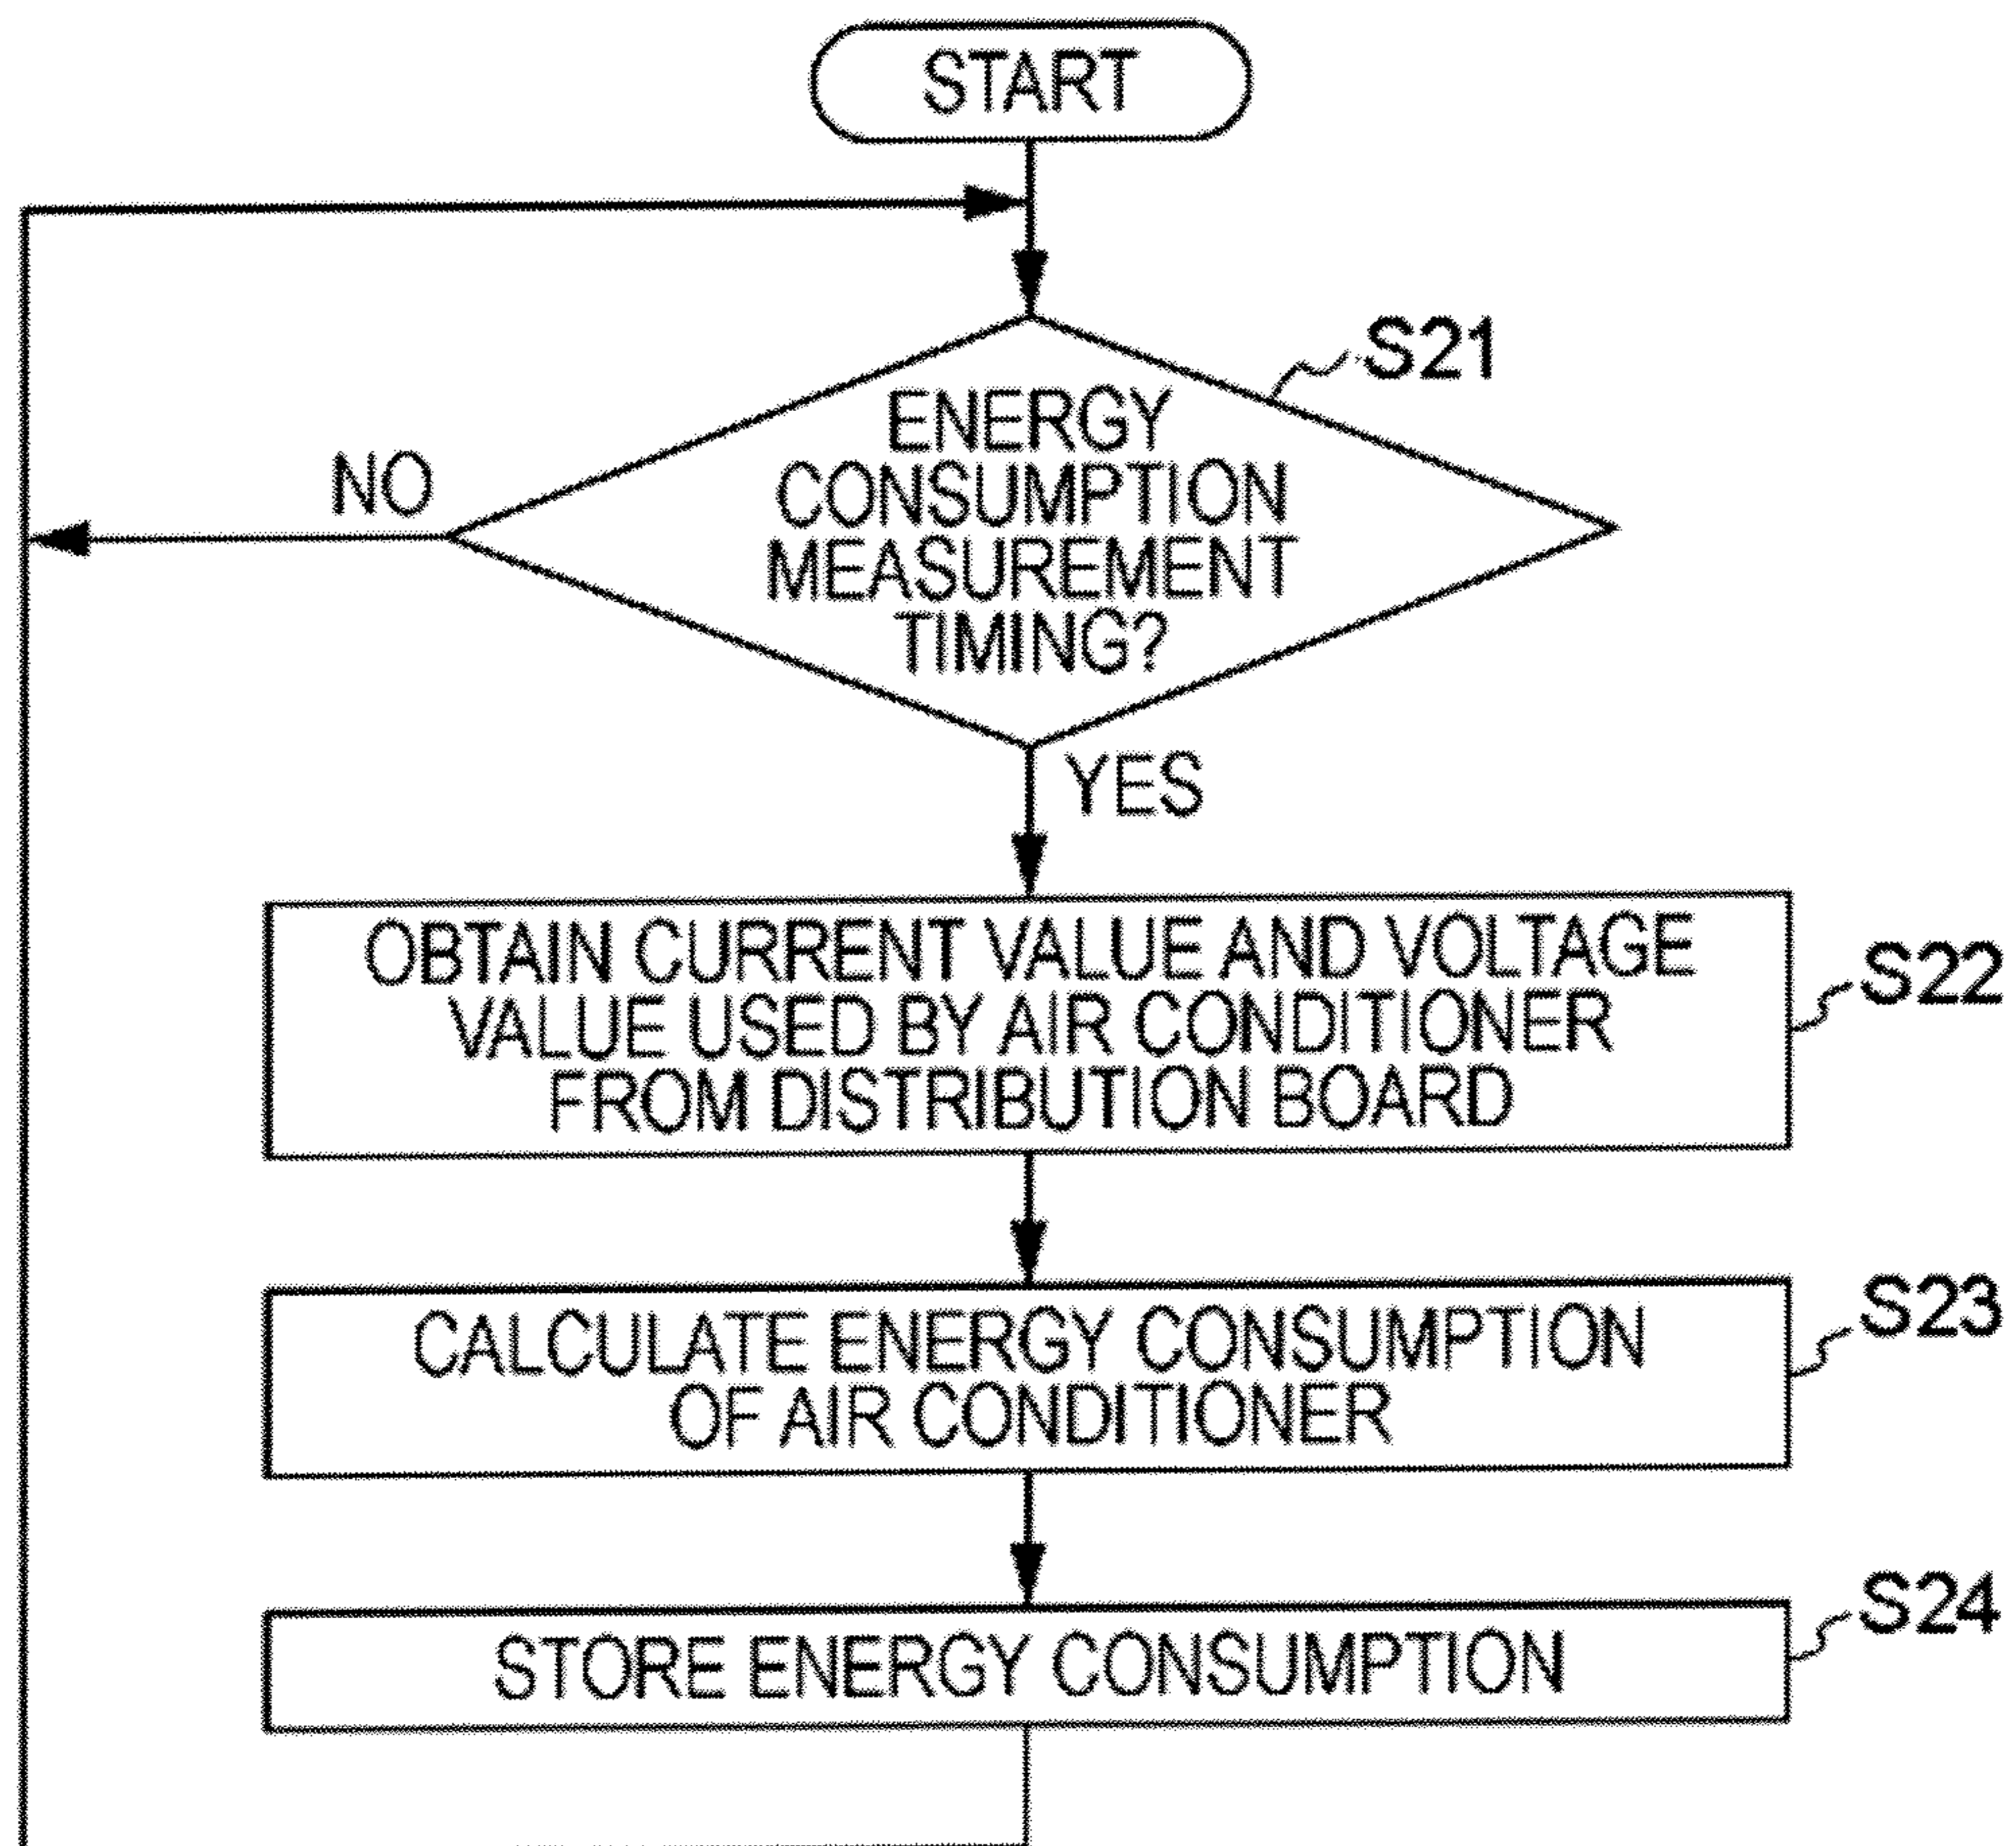 START
S21
ENERGY
CONSUMPTION
MEASUREMENT
TIMING?
NO
YES
OBTAIN CURRENT VALUE AND VOLTAGE
VALUE USED BY AIR CONDITIONER
FROM DISTRIBUTION BOARD
S22
CALCULATE ENERGY CONSUMPTION
OF AIR CONDITIONER
S23
STORE ENERGY CONSUMPTION
S24